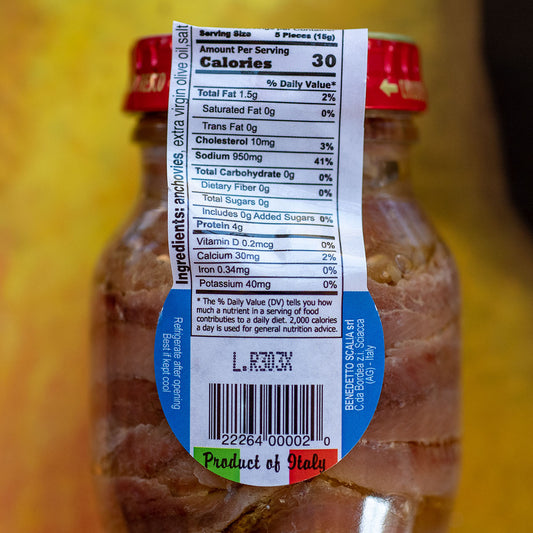 Serving Size 5 Pieces (15g)
Amount Per Serving
Calories 30
% Daily Value*
Total Fat 1.5g 2%
Saturated Fat 0g 0%
Trans Fat 0g
Cholesterol 10mg 3%
Sodium 950mg 41%
Total Carbohydrate 0g 0%
Dietary Fiber 0g 0%
Total Sugars 0g
Includes 0g Added Sugars 0%
Protein 4g
Vitamin D 0.2mcg 0%
Calcium 30mg 2%
Iron 0.34mg 0%
Potassium 40mg 0%
* The % Daily Value (DV) tells you how
much a nutrient in a serving of food
contributies to a daily diet. 2,000 calories
a day is used for general nutrition advice.
Ingredients: anchovies, extra virgin olive oil,salt
Refrigerate after opening
Best if kept cool
BENEDETTO SCALIA srl
C.da Bordea z.i. Sciacca
(AG) - Italy
L.R303X
22264 00002 0
Product of Italy